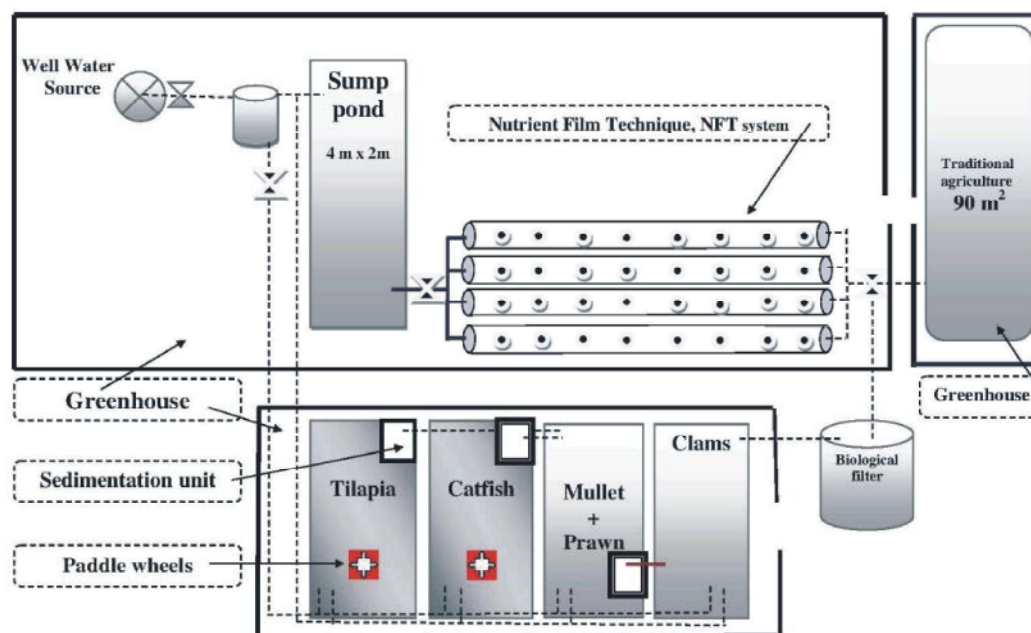 Well Water
Source
Sump
pond
4 m x 2m
Nutrient Film Technique, NFT system
Traditional
agriculture
90 m²
Greenhouse
Greenhouse
Sedimentation unit
Paddle wheels
Tilapia
Catfish
Mullet
+
Prawn
Clams
Biological
filter